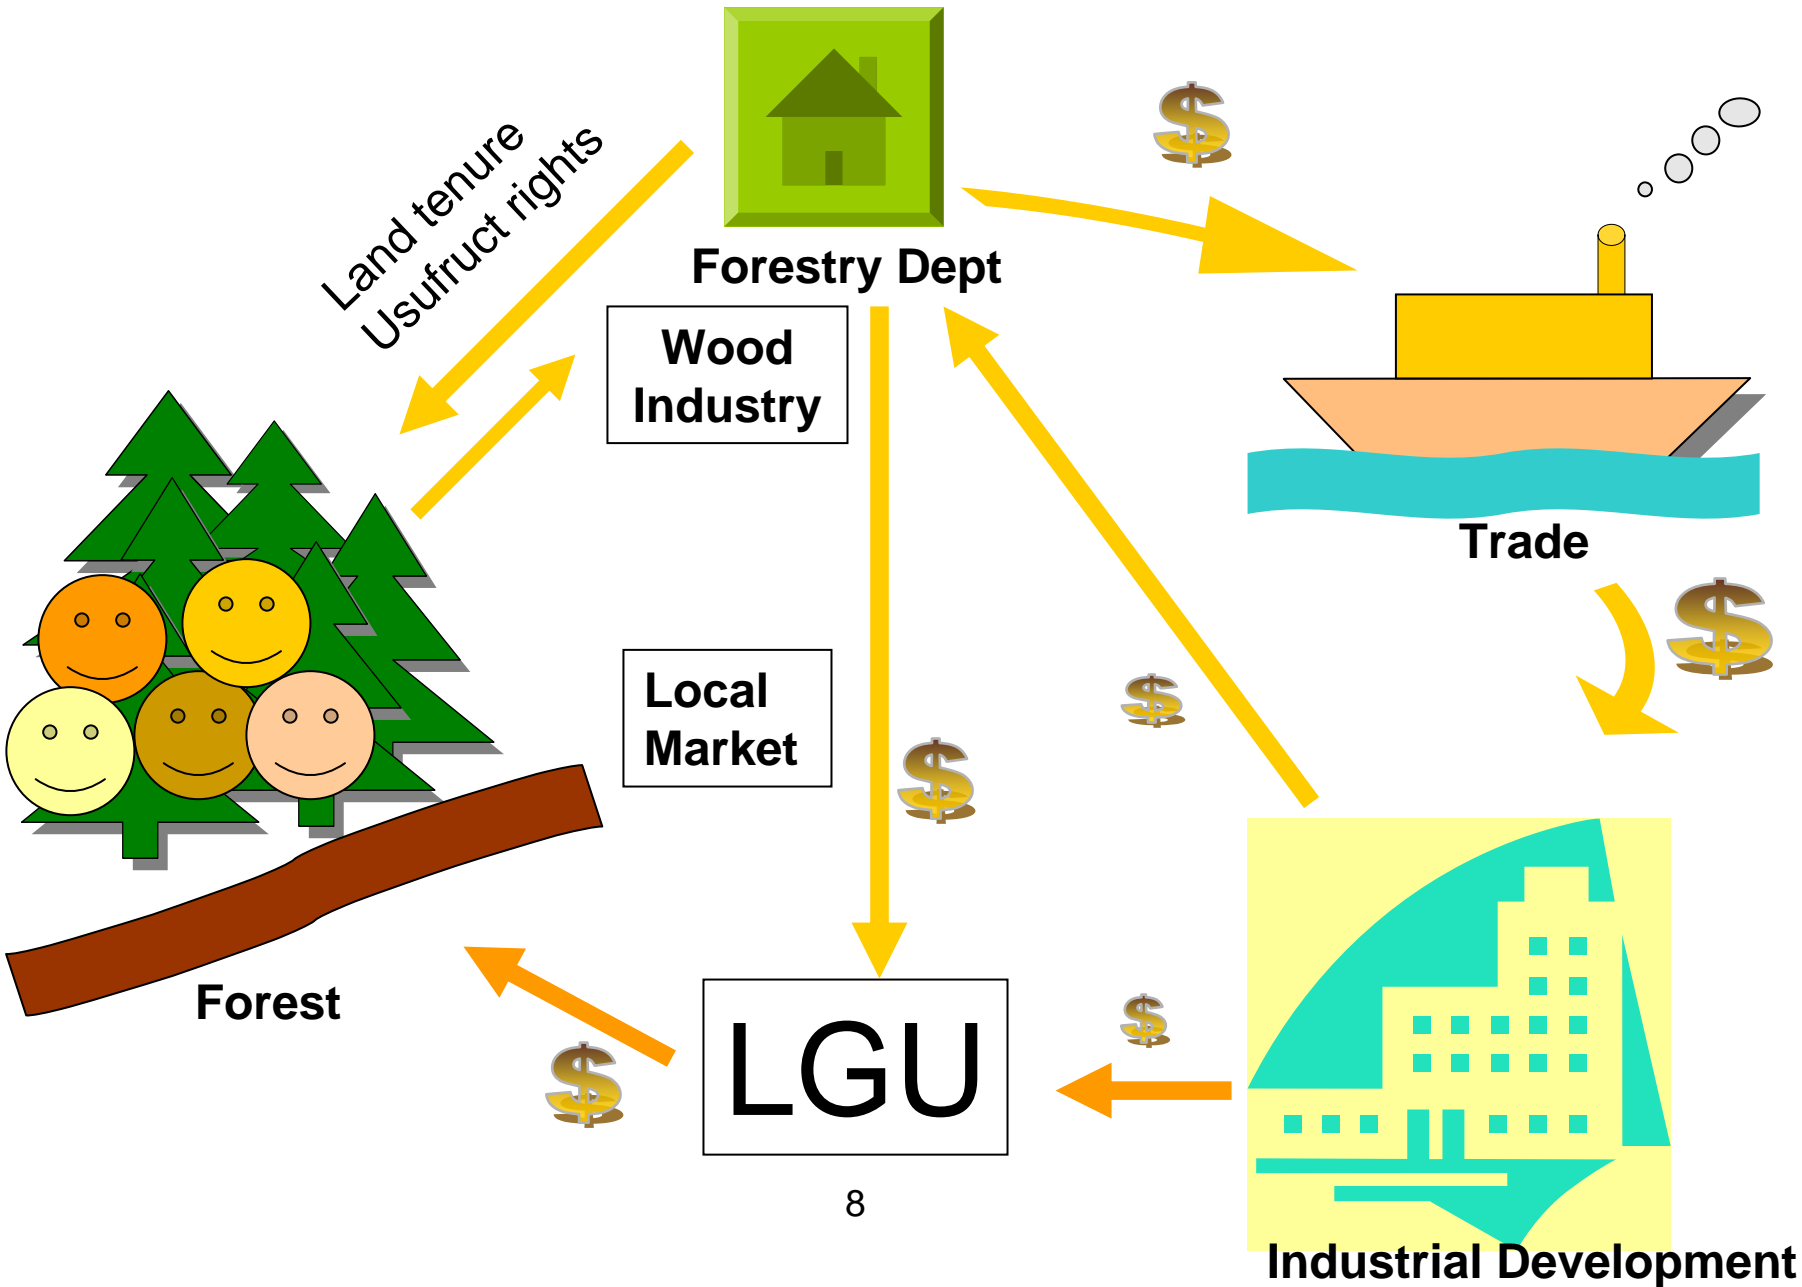 Land tenure
Usufruct rights
Forestry Dept
Wood
Industry
Trade
Local
Market
Forest
LGU
8
Industrial Development